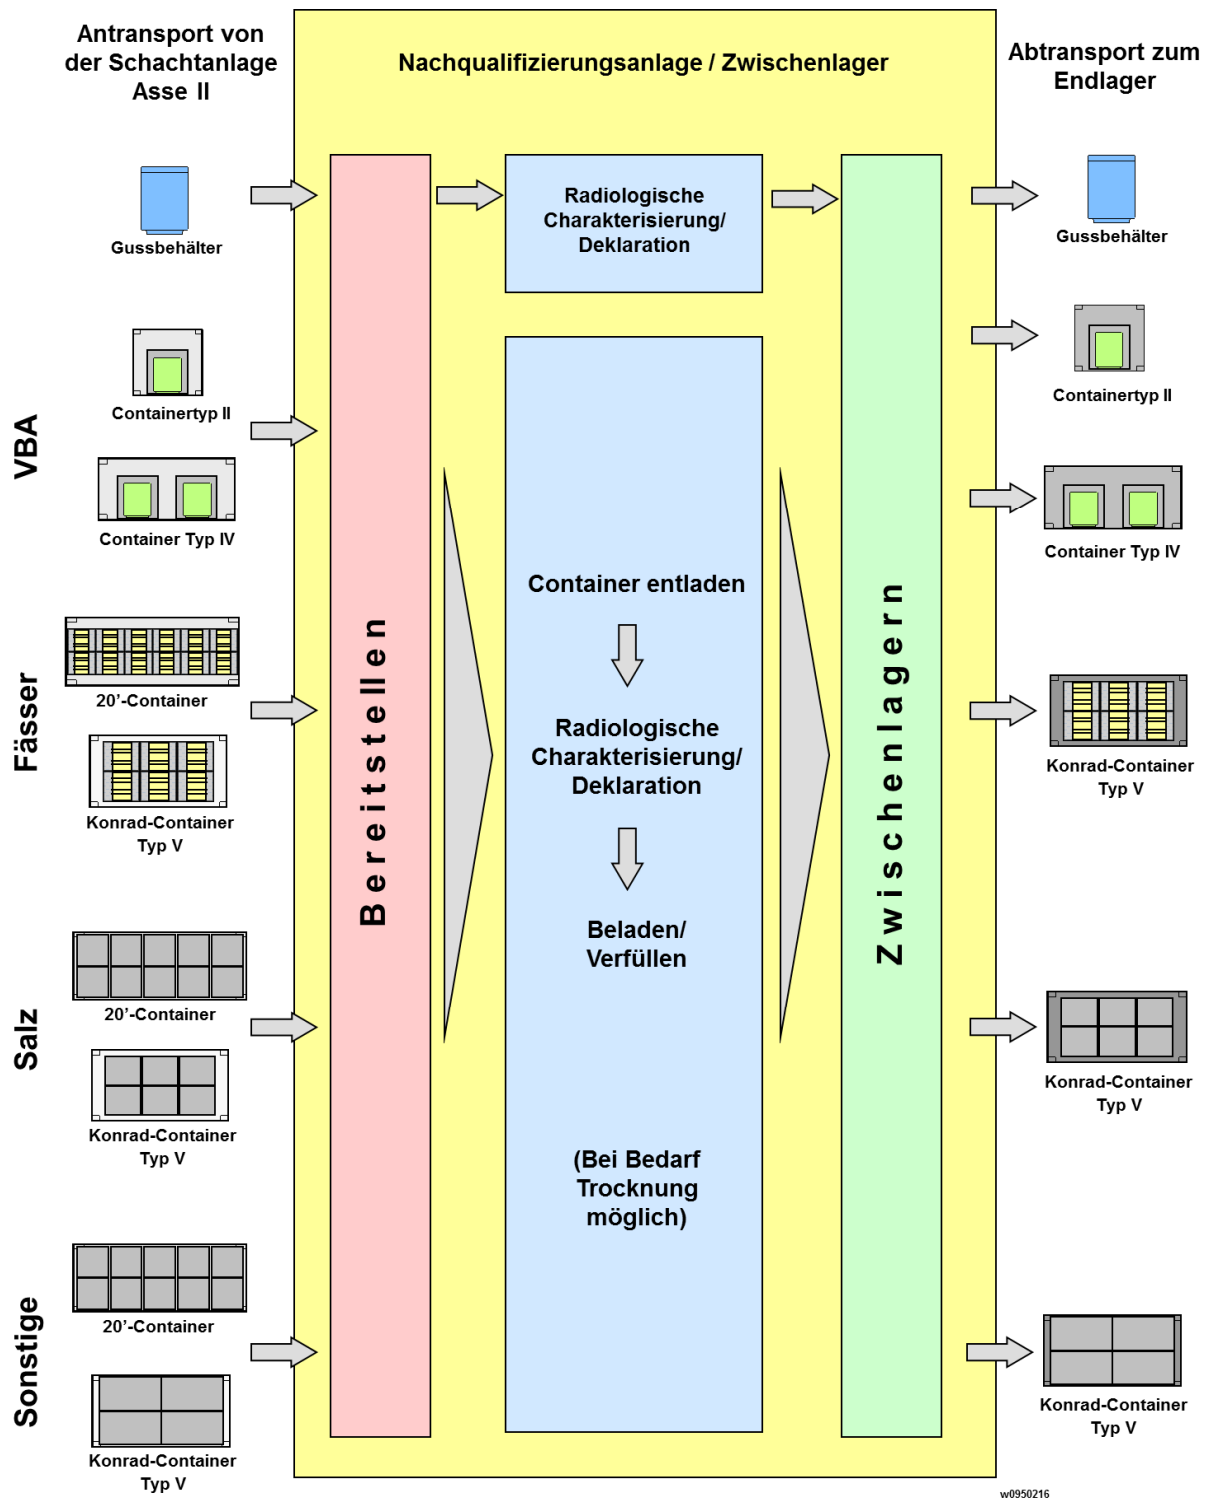 Antransport von
der Schachtanlage
Asse II
Nachqualifizierungsanlage / Zwischenlager
Abtransport zum
Endlager
Gussbehälter
Radiologische
Charakterisierung/
Deklaration
Gussbehälter
VBA
Containertyp II
Container Typ IV
Containertyp II
Container Typ IV
Fässer
20’-Container
Konrad-Container
Typ V
Bereitstellen
Container entladen
Radiologische
Charakterisierung/
Deklaration
Beladen/
Verfüllen
(Bei Bedarf
Trocknung
möglich)
Zwischenlagern
Konrad-Container
Typ V
Salz
20’-Container
Konrad-Container
Typ V
Konrad-Container
Typ V
Sonstige
20’-Container
Konrad-Container
Typ V
Konrad-Container
Typ V
w0950216